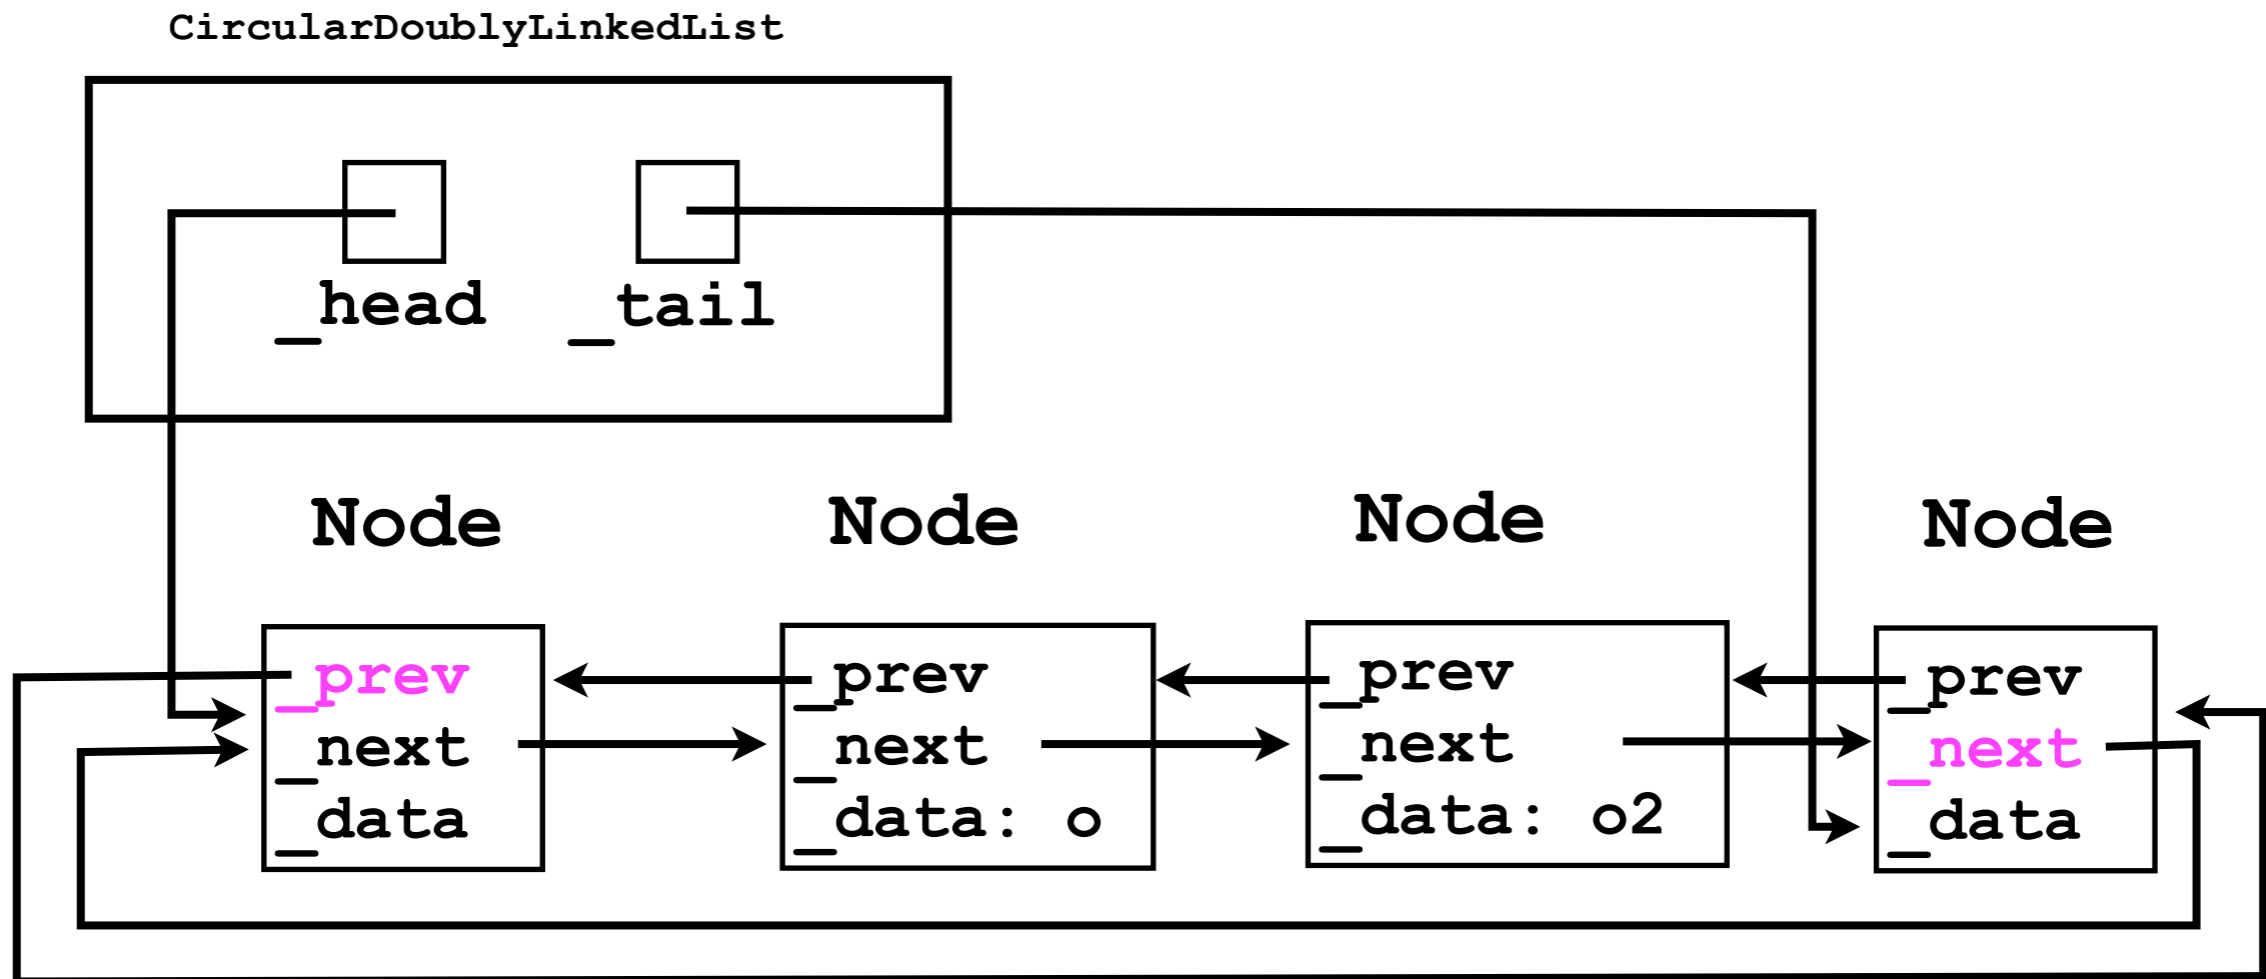 CircularDoublyLinkedList
_head _tail
Node Node Node Node
_prev _prev _prev _prev
_next _next _next _next
_data _data: o _data: o2 _data